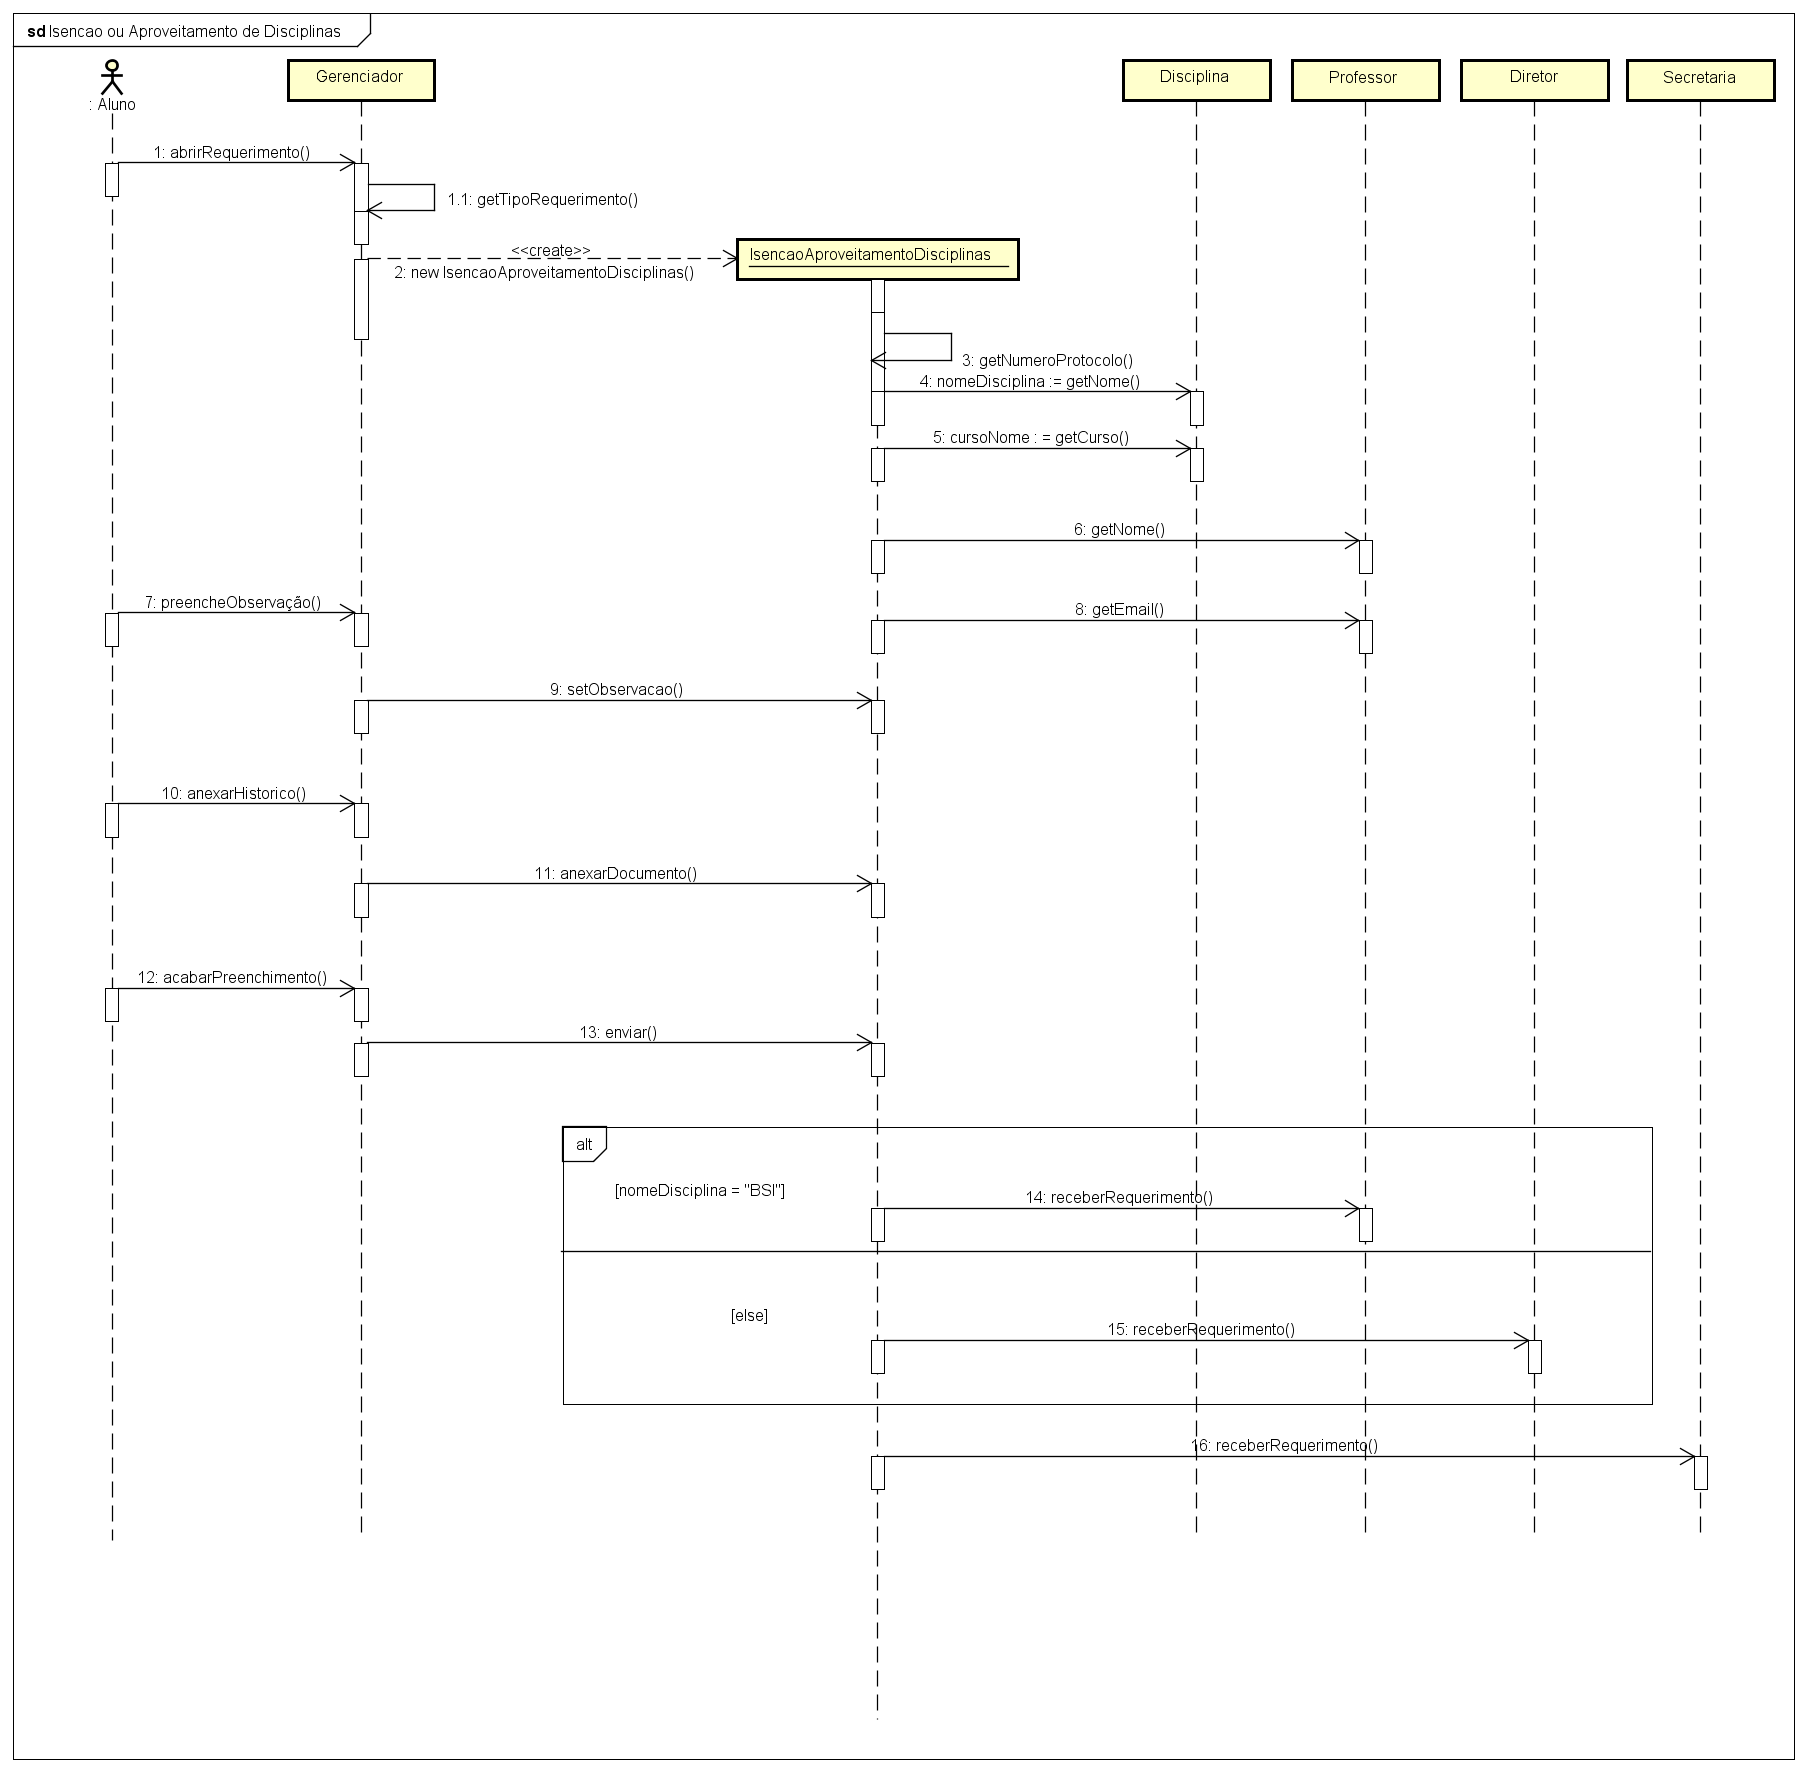 sd Isencao ou Aproveitamento de Disciplinas
: Aluno
Gerenciador
Disciplina
Professor
Diretor
Secretaria
1: abrirRequerimento()
1.1: getTipoRequerimento()
<<create>>
2: new IsencaoAproveitamentoDisciplinas()
IsencaoAproveitamentoDisciplinas
3: getNumeroProtocolo()
4: nomeDisciplina := getNome()
5: cursoNome : = getCurso()
6: getNome()
7: preencheObservação()
8: getEmail()
9: setObservacao()
10: anexarHistorico()
11: anexarDocumento()
12: acabarPreenchimento()
13: enviar()
alt
[nomeDisciplina = "BSI"]
14: receberRequerimento()
[else]
15: receberRequerimento()
16: receberRequerimento()